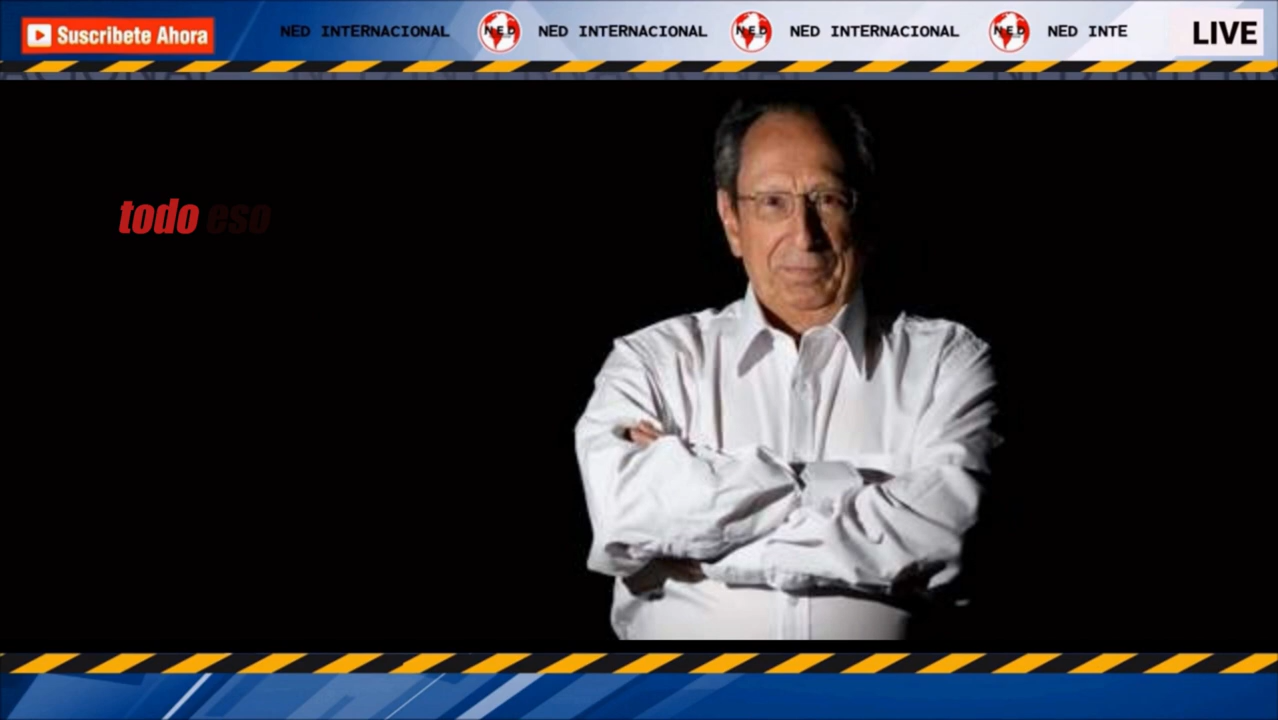 Suscribete Ahora
NED INTERNACIONAL N.E.D NED INTERNACIONAL N.E.D NED INTERNACIONAL N.E.D NED INTE
LIVE
todo eso